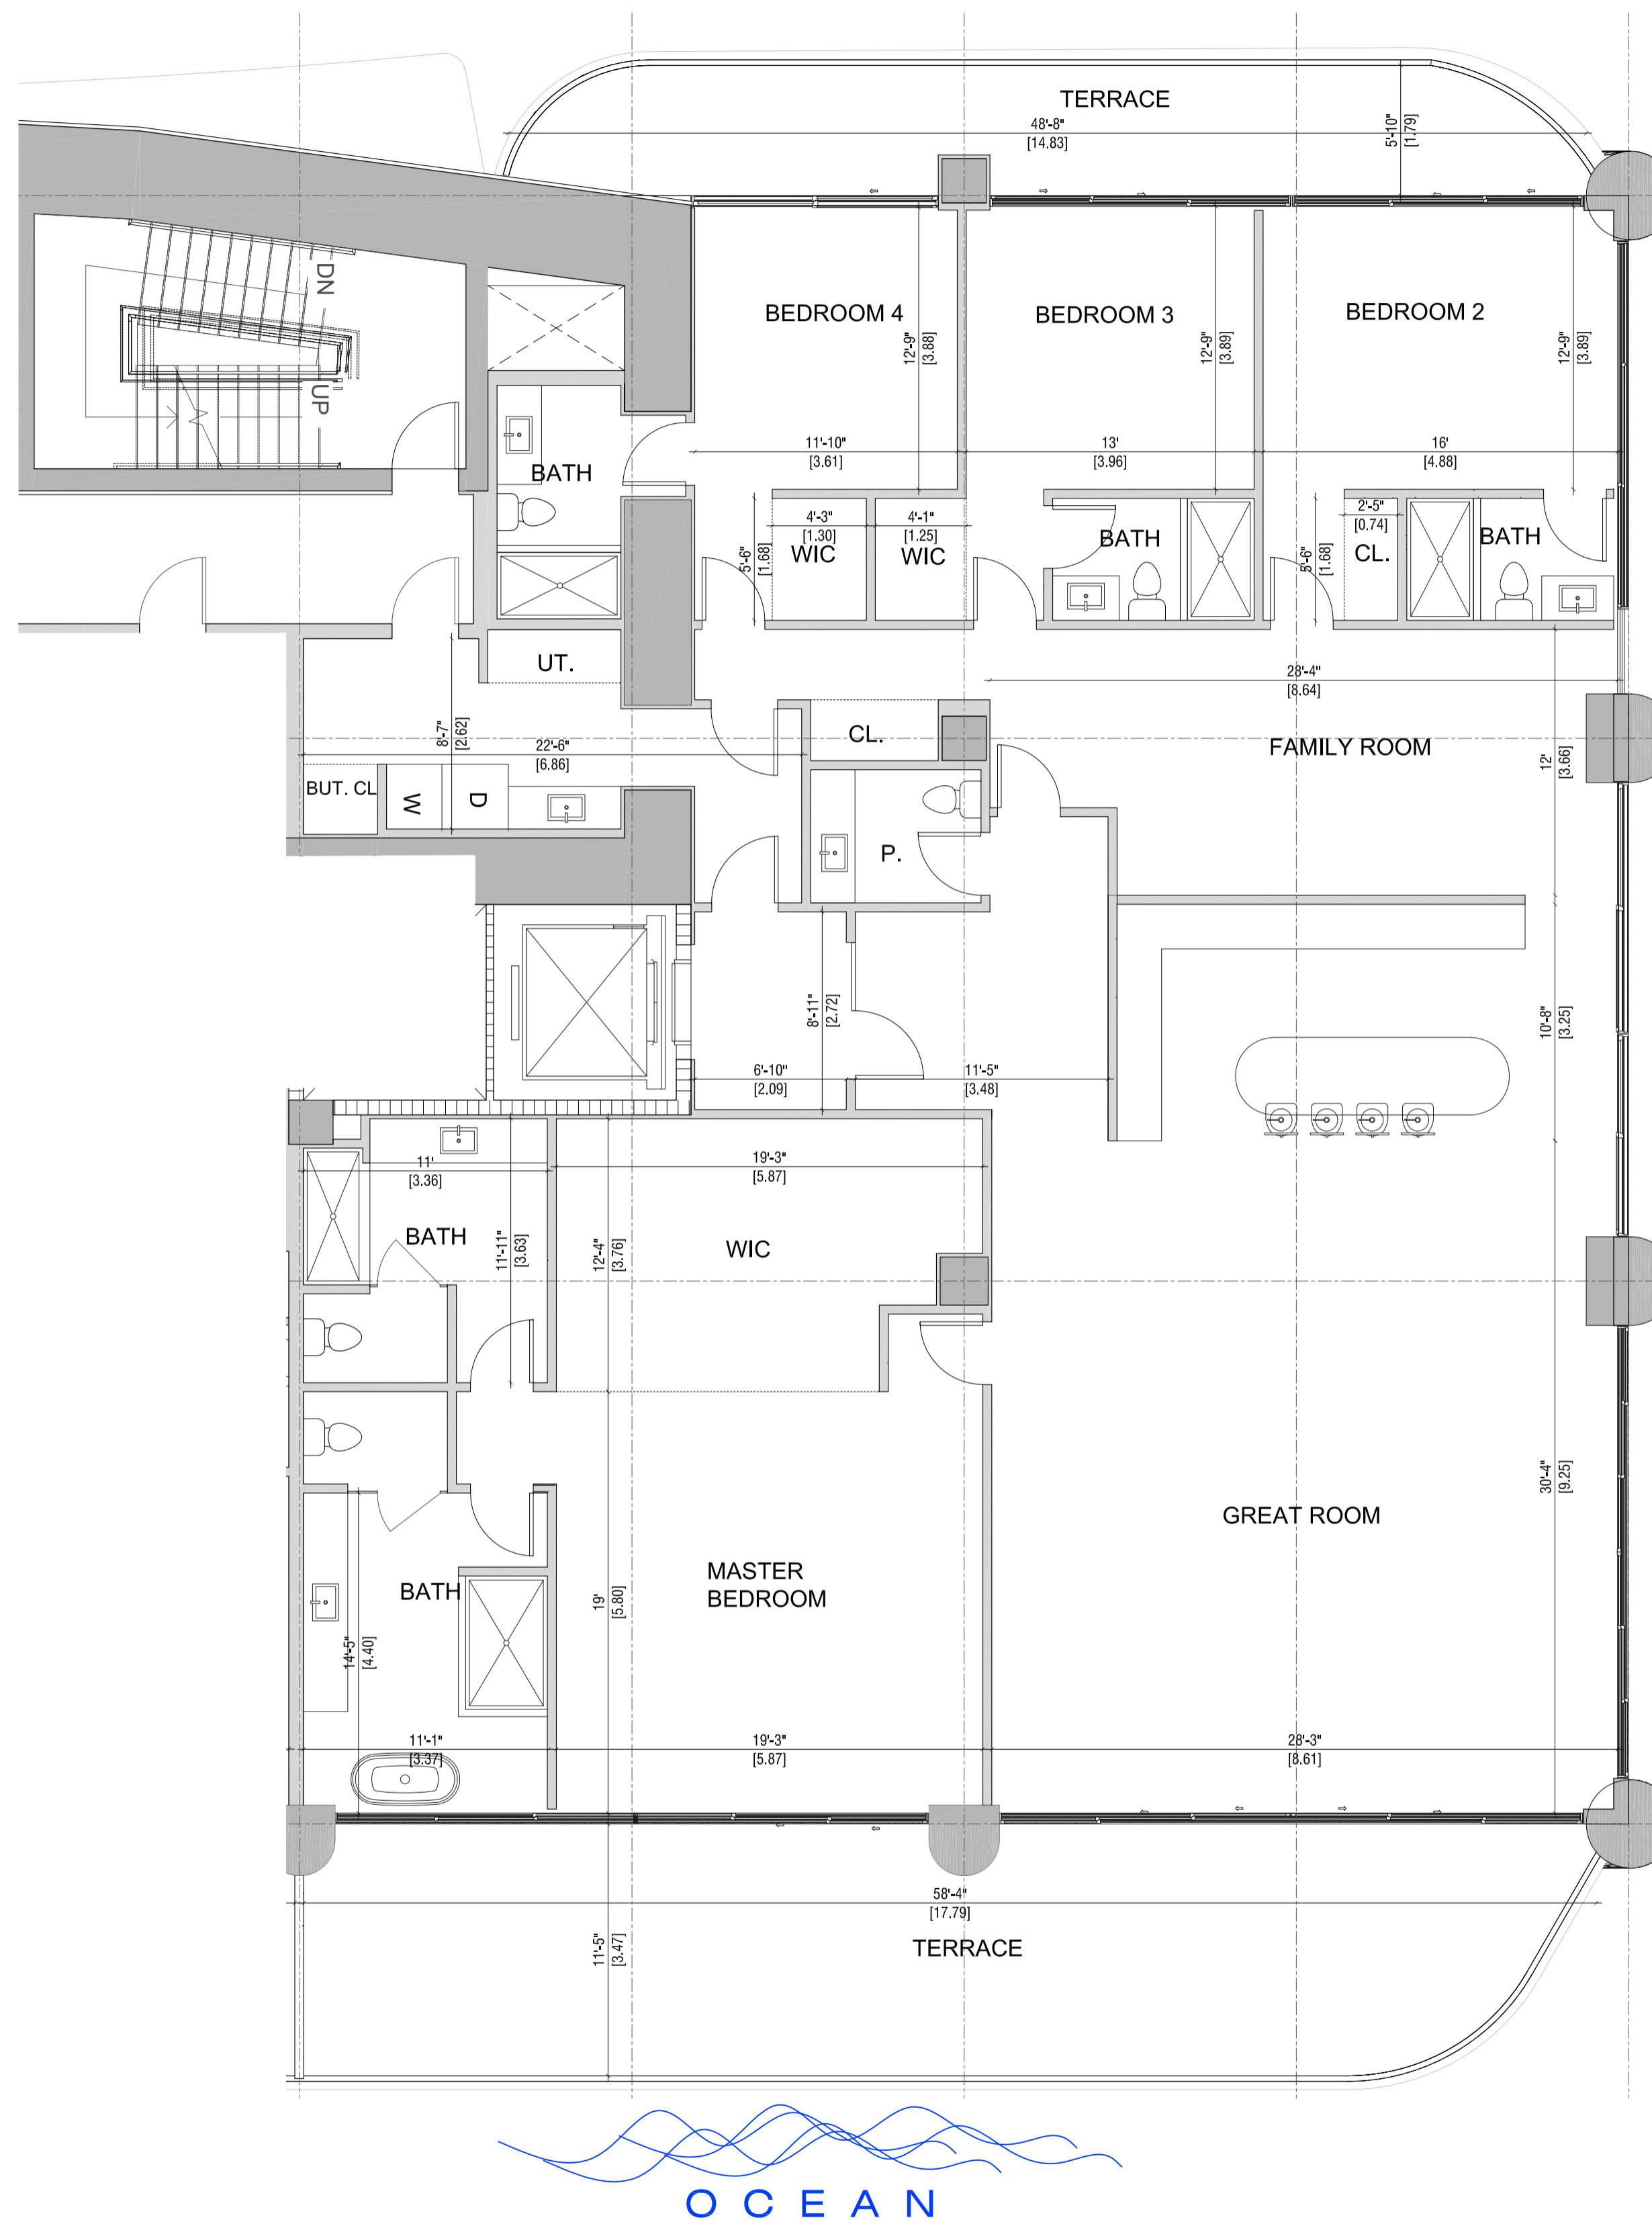 TERRACE
48'-8"
[14.83]
5'-10"
[1.79]
DN
UP
BEDROOM 4
12'-9"
[3.88]
BEDROOM 3
12'-9"
[3.89]
BEDROOM 2
12'-9"
[3.89]
11'-10"
[3.61]
13'
[3.96]
16'
[4.88]
BATH
4'-3"
[1.30]
WIC
4'-1"
[1.25]
WIC
5'-6"
[1.68]
BATH
5'-6"
[1.68]
2'-5"
[0.74]
CL.
BATH
UT.
28'-4"
[8.64]
8'-7"
[2.62]
22'-6"
[6.86]
CL.
FAMILY ROOM
12'
[3.66]
BUT. CL
W
D
P.
8'-11"
[2.72]
10'-8"
[3.25]
6'-10"
[2.09]
11'-5"
[3.48]
11'
[3.36]
19'-3"
[5.87]
BATH
11'-11"
[3.63]
12'-4"
[3.76]
WIC
30'-4"
[9.25]
GREAT ROOM
MASTER
BEDROOM
BATH
19'
[5.80]
14'-5"
[4.40]
11'-1"
[3.37]
19'-3"
[5.87]
28'-3"
[8.61]
58'-4"
[17.79]
11'-5"
[3.47]
TERRACE
OCEAN